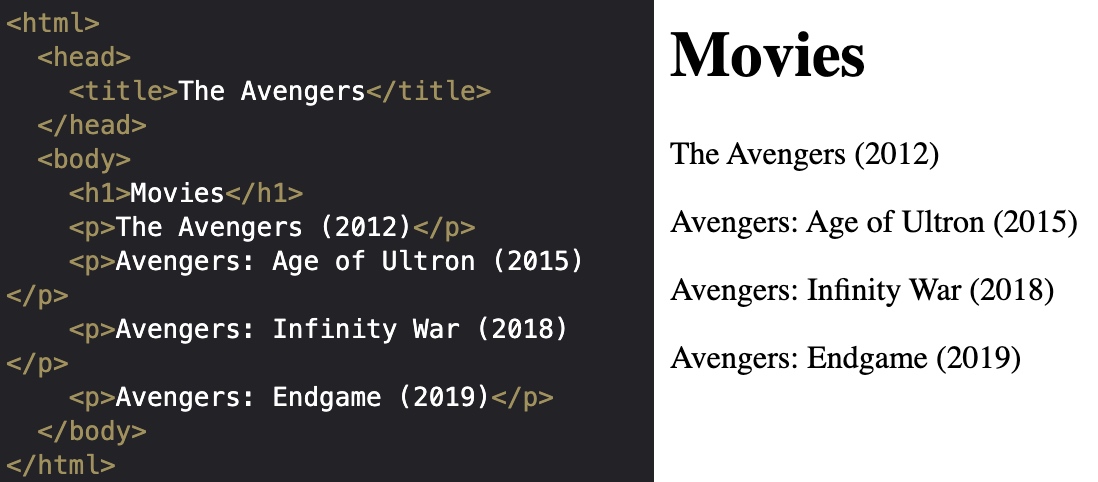 <html>
<head>
<title>The Avengers</title>
</head>
<body>
<h1>Movies</h1>
<p>The Avengers (2012)</p>
<p>Avengers: Age of Ultron (2015)
</p>
<p>Avengers: Infinity War (2018)
</p>
<p>Avengers: Endgame (2019)</p>
</body>
</html>
Movies
The Avengers (2012)
Avengers: Age of Ultron (2015)
Avengers: Infinity War (2018)
Avengers: Endgame (2019)